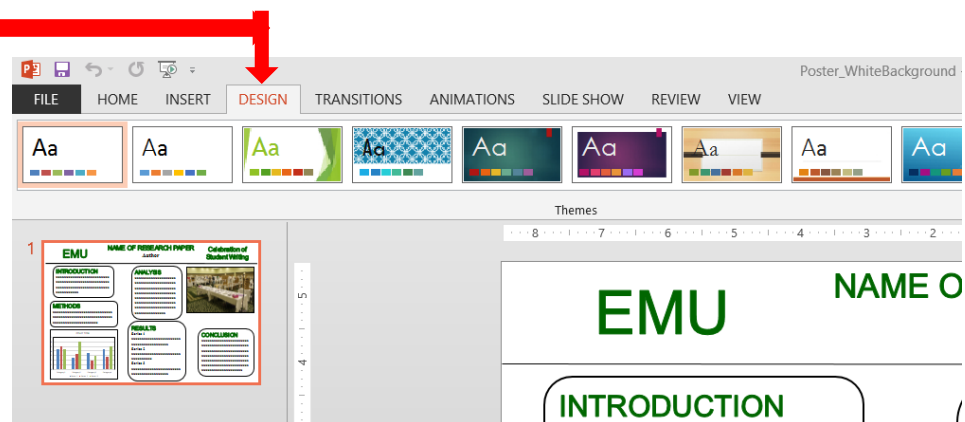 Poster_WhiteBackground -
FILE HOME INSERT DESIGN TRANSITIONS ANIMATIONS SLIDE SHOW REVIEW VIEW
Aa Aa Aa Aa Aa Aa Aa Aa Aa
Themes
8 7 6 5 4 3 2
1
EMU NAME OF RESEARCH PAPER Celebration of
Author Student Writing
INTRODUCTION ANALYSIS
METHODS
RESULTS
CONCLUSION
5
4
EMU NAME O
INTRODUCTION